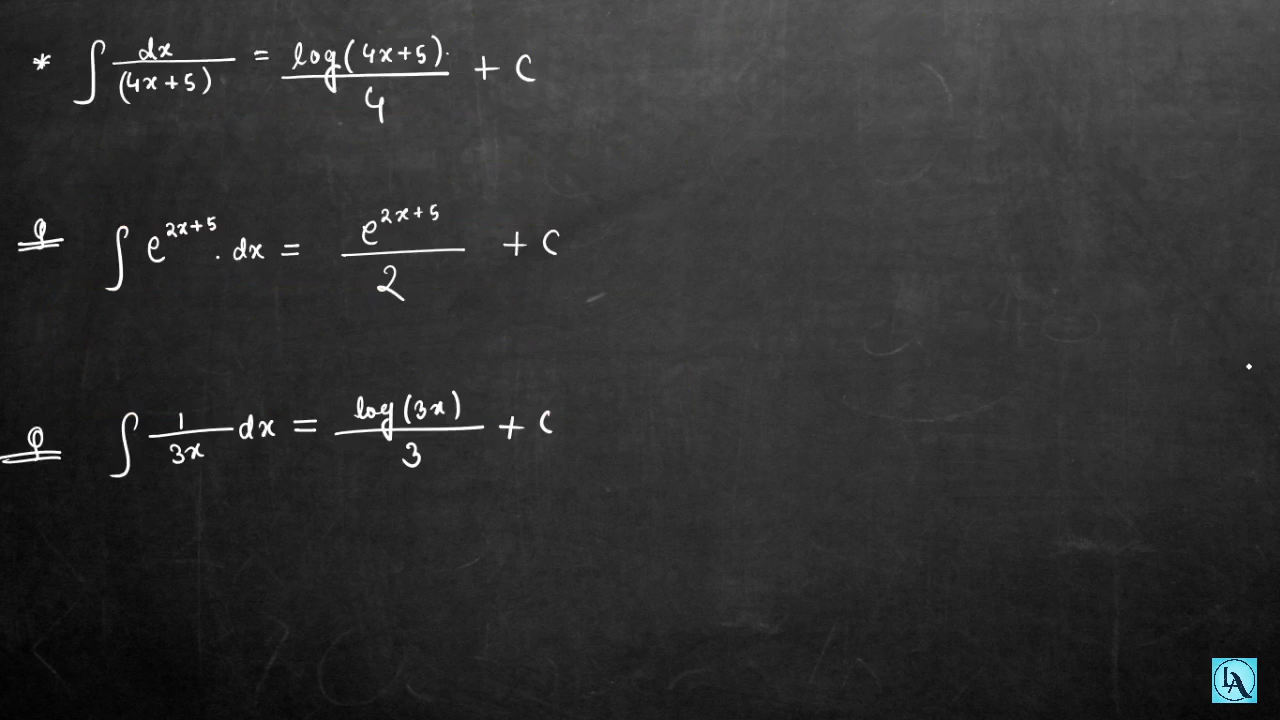 * ∫ dx/(4x+5) = log(4x+5)/4 + C
Q ∫ e^(2x+5) . dx = e^(2x+5)/2 + C
Q ∫ 1/3x dx = log(3x)/3 + C
LA